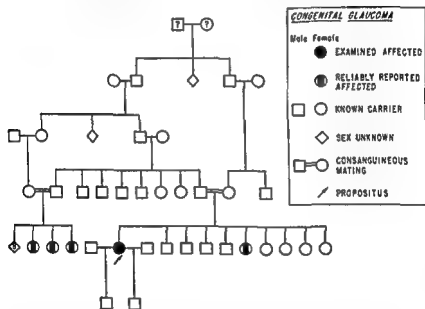 ? ?
CONGENITAL GLAUCOMA
Male Female
EXAMINED AFFECTED
RELIABLY REPORTED
AFFECTED
KNOWN CARRIER
SEX UNKNOWN
CONSANGUINEOUS
MATING
PROPOSITUS